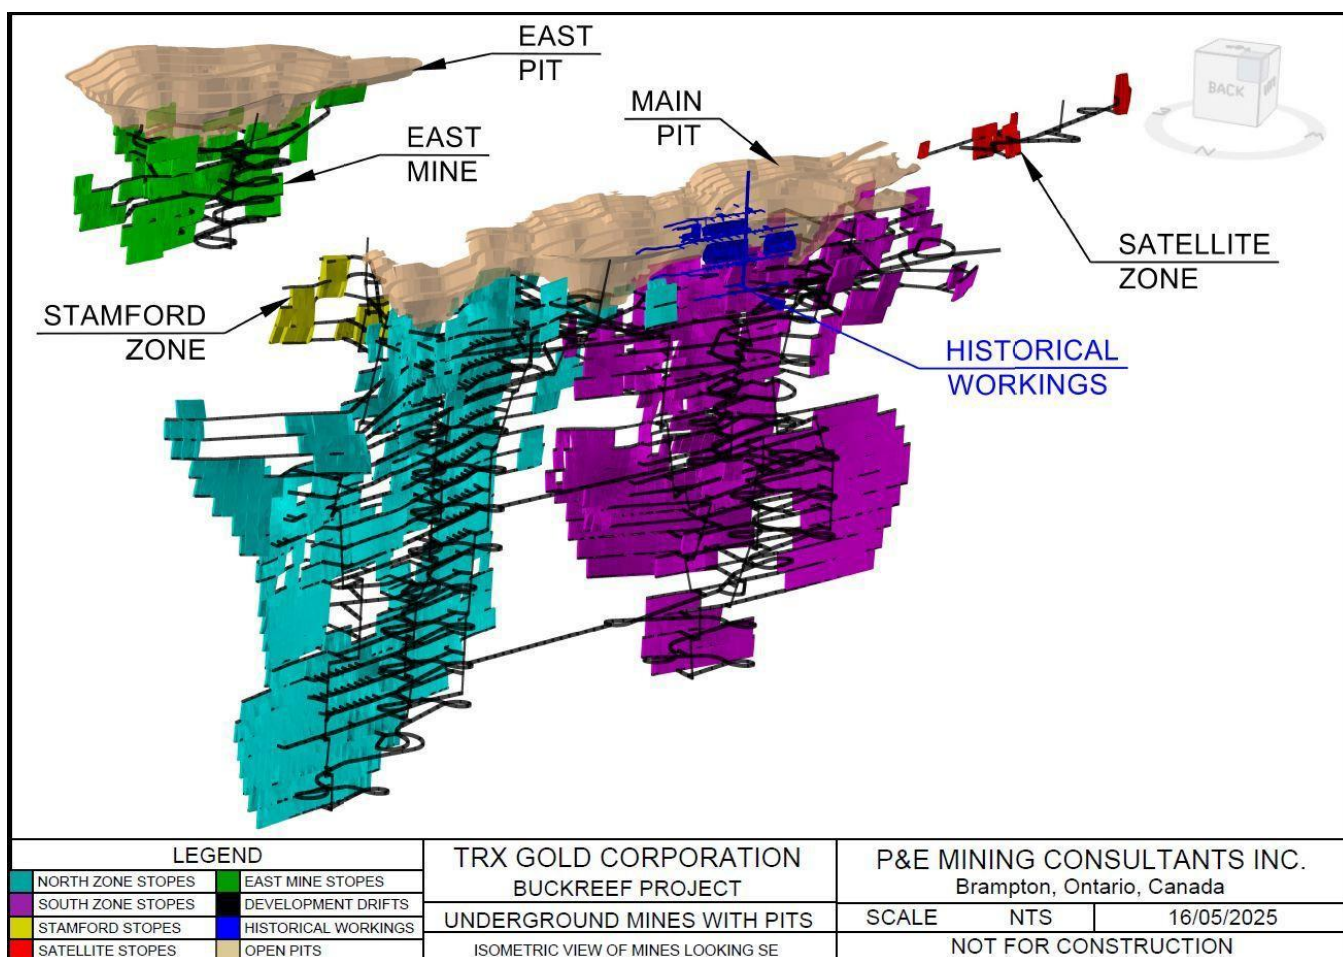 EAST
PIT
EAST
MINE
MAIN
PIT
BACK
SATELLITE
ZONE
STAMFORD
ZONE
HISTORICAL
WORKINGS
LEGEND
NORTH ZONE STOPES
EAST MINE STOPES
SOUTH ZONE STOPES
DEVELOPMENT DRIFTS
STAMFORD STOPES
HISTORICAL WORKINGS
SATELLITE STOPES
OPEN PITS
TRX GOLD CORPORATION
BUCKREEF PROJECT
UNDERGROUND MINES WITH PITS
ISOMETRIC VIEW OF MINES LOOKING SE
P&E MINING CONSULTANTS INC.
Brampton, Ontario, Canada
SCALE NTS 16/05/2025
NOT FOR CONSTRUCTION